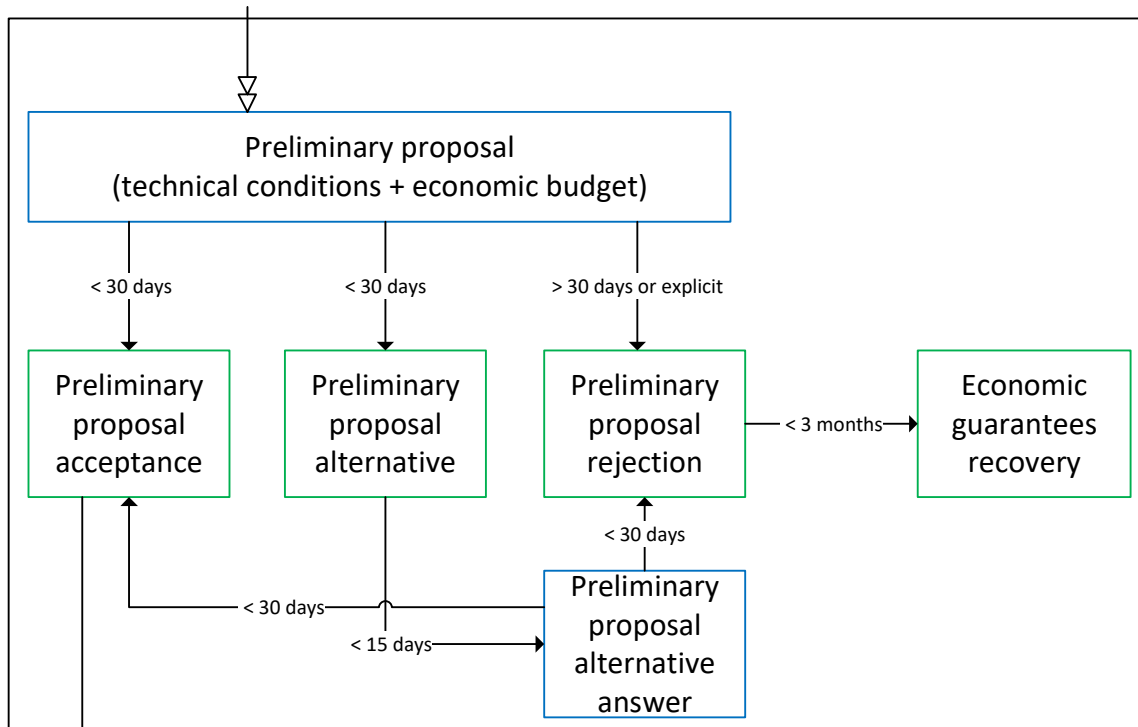 Preliminary proposal
(technical conditions + economic budget)
< 30 days
< 30 days
> 30 days or explicit
Preliminary
proposal
acceptance
Preliminary
proposal
alternative
Preliminary
proposal
rejection
< 3 months
Economic
guarantees
recovery
< 30 days
< 30 days
< 15 days
Preliminary
proposal
alternative
answer